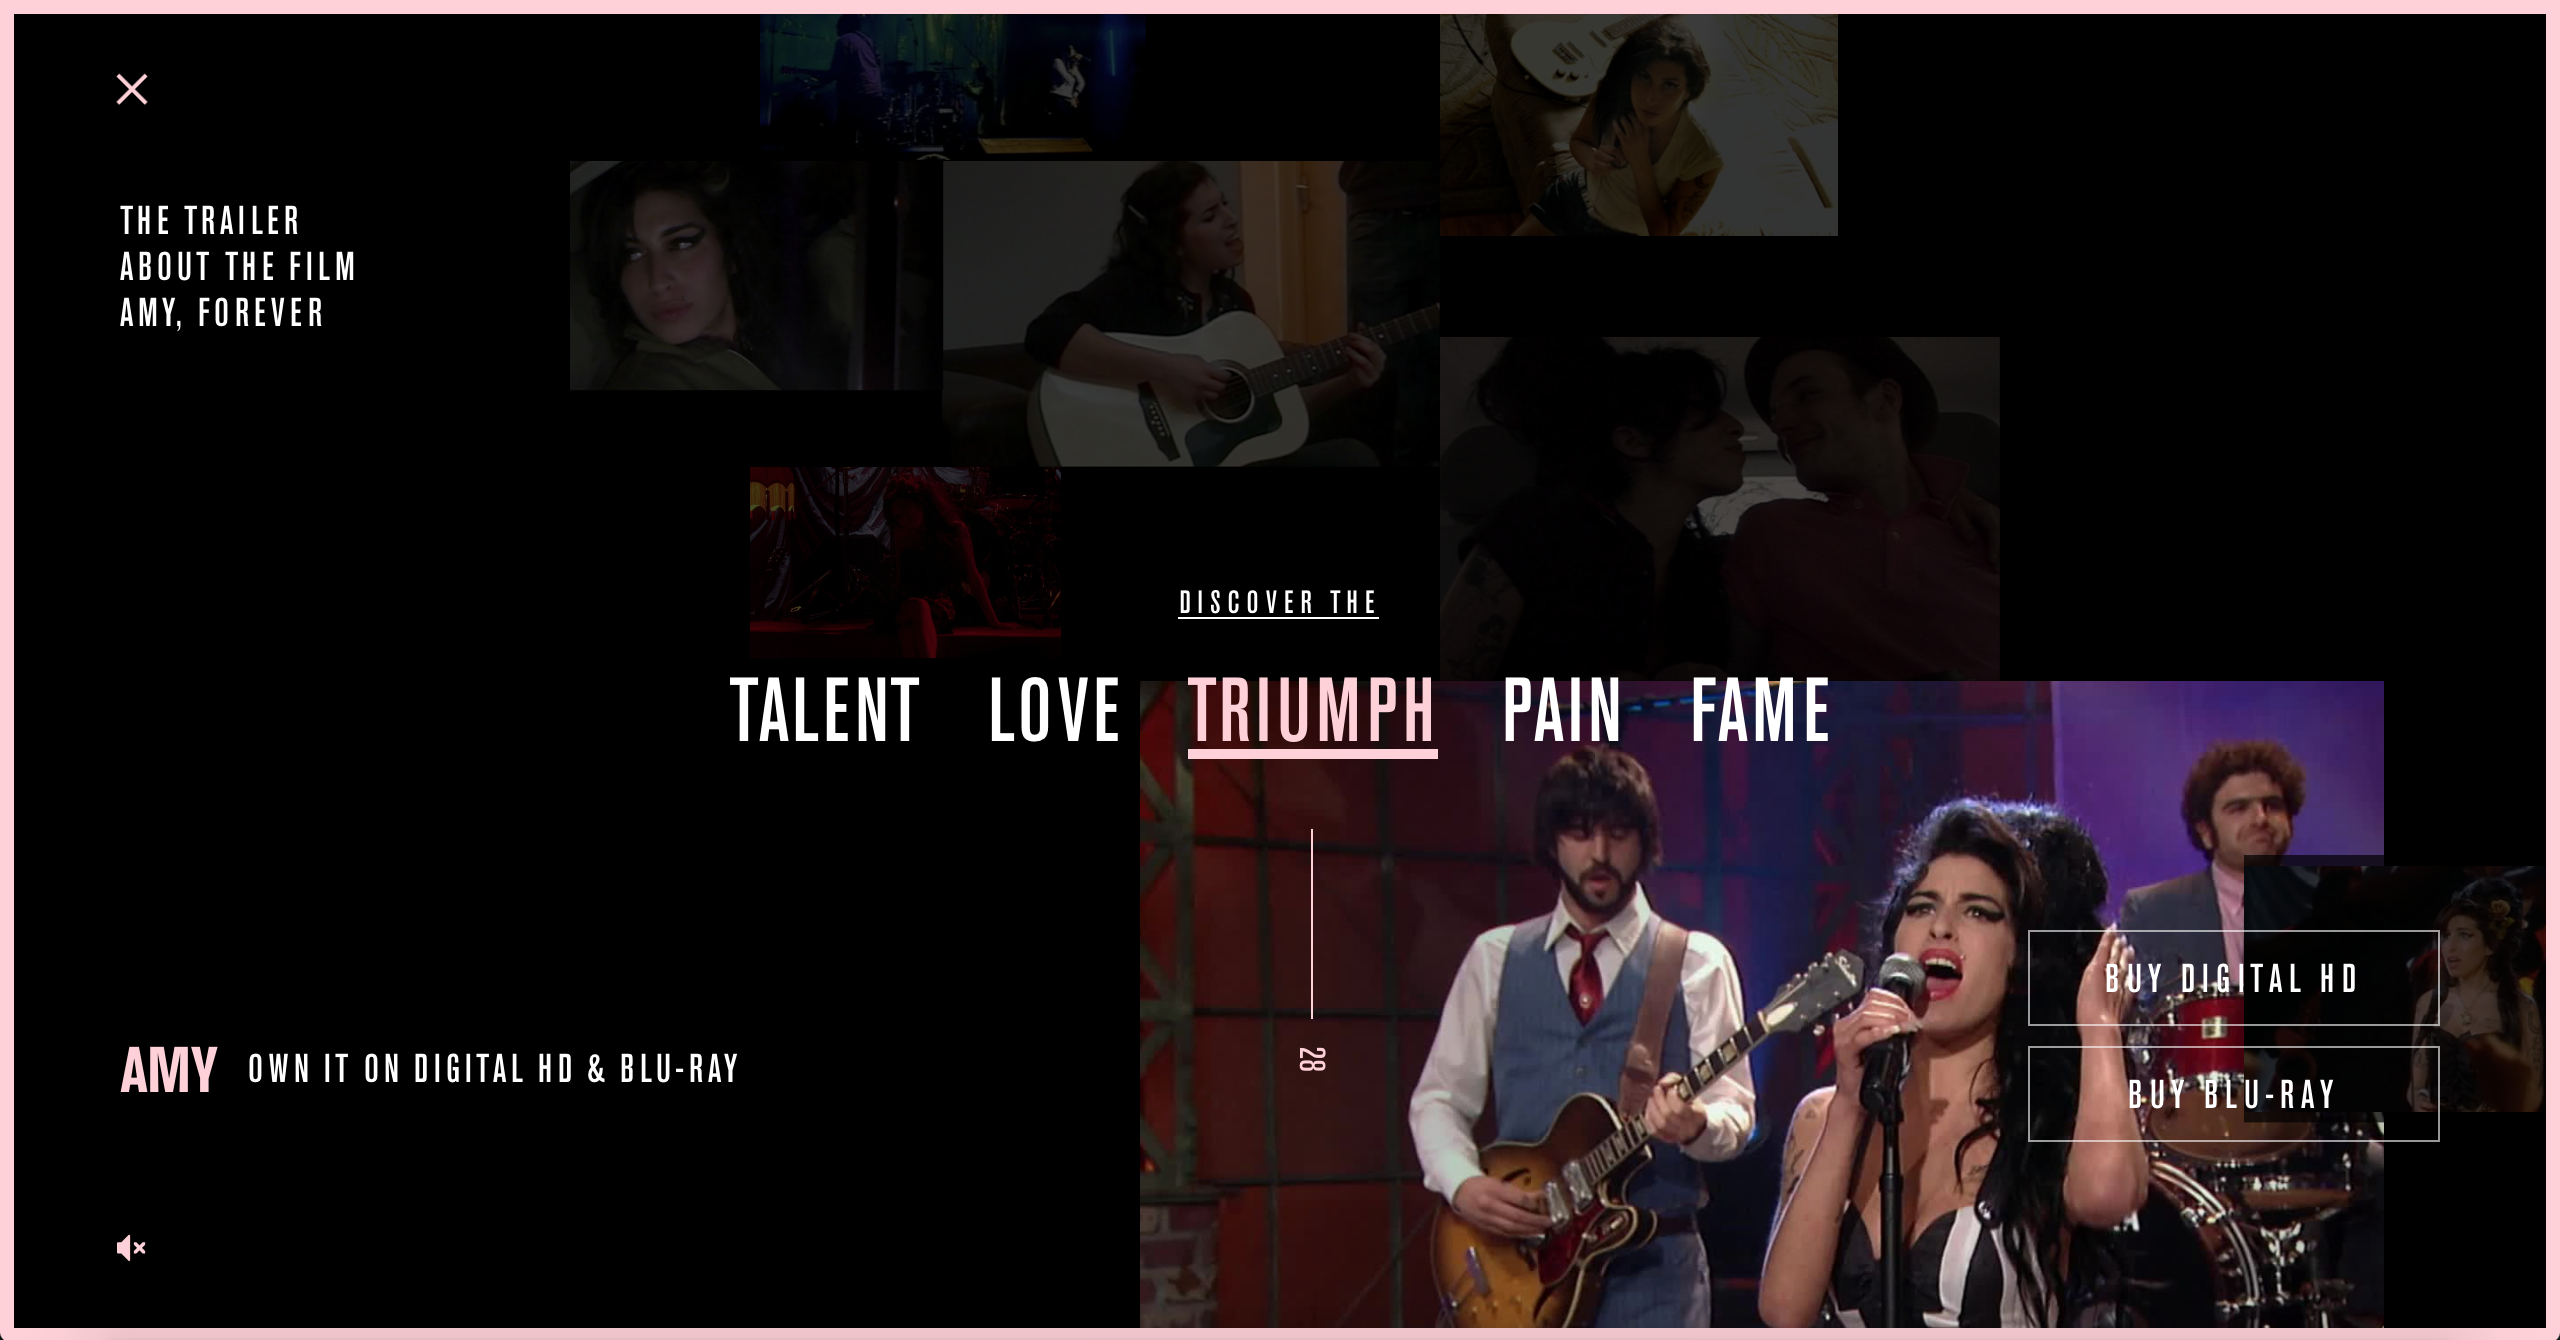 THE TRAILER
ABOUT THE FILM
AMY, FOREVER
DISCOVER THE
TALENT LOVE TRIUMPH PAIN FAME
28
BUY DIGITAL HD
BUY BLU-RAY
AMY OWN IT ON DIGITAL HD & BLU-RAY